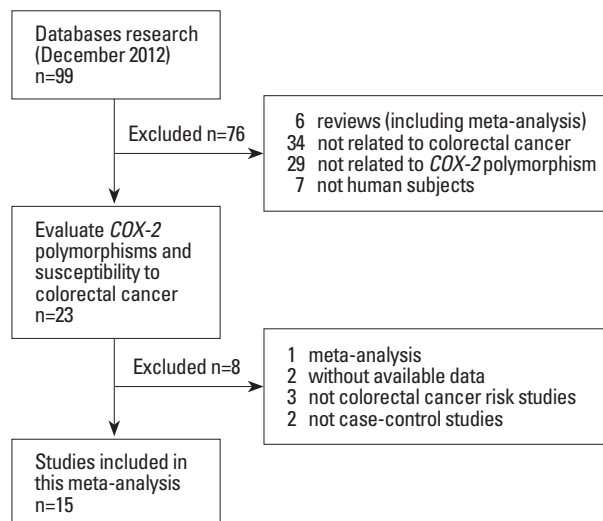 Databases research
(December 2012)
n=99
Excluded n=76
6 reviews (including meta-analysis)
34 not related to colorectal cancer
29 not related to COX-2 polymorphism
7 not human subjects
Evaluate COX-2
polymorphisms and
susceptibility to
colorectal cancer
n=23
Excluded n=8
1 meta-analysis
2 without available data
3 not colorectal cancer risk studies
2 not case-control studies
Studies included in
this meta-analysis
n=15